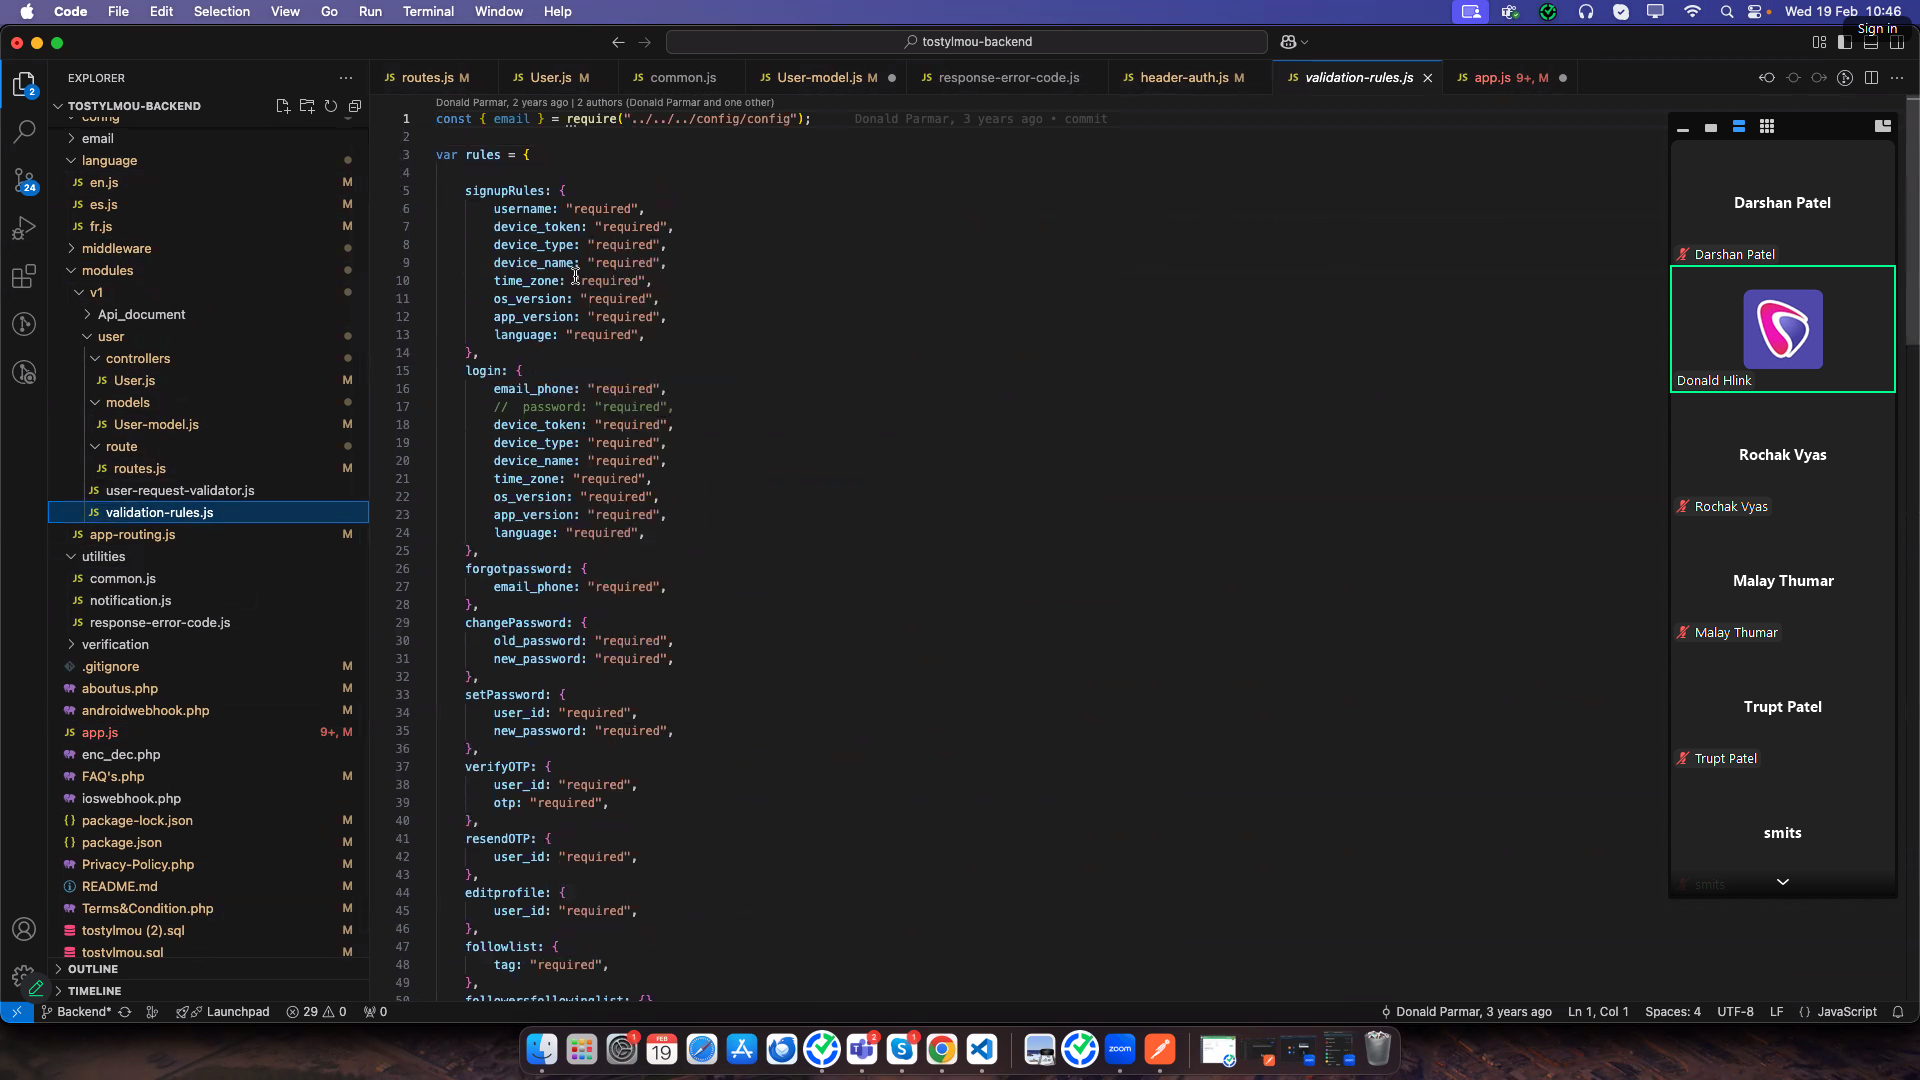 Code File Edit Selection View Go Run Terminal Window Help
Wed 19 Feb 10:46
Sign in
tostylmou-backend
EXPLORER
routes.js M
User.js M
common.js
User-model.js M
response-error-code.js
header-auth.js M
validation-rules.js
app.js 9+, M
TOSTYLMOU-BACKEND
config
email
language
en.js M
es.js M
fr.js M
middleware
modules
v1
Api_document
user
controllers
User.js M
models
User-model.js M
route
routes.js M
user-request-validator.js
validation-rules.js
app-routing.js M
utilities
common.js
notification.js
response-error-code.js
verification
.gitignore M
aboutus.php M
androidwebhook.php M
app.js 9+, M
enc_dec.php
FAQ's.php M
ioswebhook.php
package-lock.json M
package.json M
Privacy-Policy.php M
README.md M
Terms&Condition.php M
tostylmou (2).sql M
tostylmou.sql M
OUTLINE
TIMELINE
2
24
Donald Parmar, 2 years ago | 2 authors (Donald Parmar and one other)
1 const { email } = require("../../../config/config"); Donald Parmar, 3 years ago • commit
2
3 var rules = {
4
5 signupRules: {
6 username: "required",
7 device_token: "required",
8 device_type: "required",
9 device_name: "required",
10 time_zone: "required",
11 os_version: "required",
12 app_version: "required",
13 language: "required",
14 },
15 login: {
16 email_phone: "required",
17 // password: "required",
18 device_token: "required",
19 device_type: "required",
20 device_name: "required",
21 time_zone: "required",
22 os_version: "required",
23 app_version: "required",
24 language: "required",
25 },
26 forgotpassword: {
27 email_phone: "required",
28 },
29 changePassword: {
30 old_password: "required",
31 new_password: "required",
32 },
33 setPassword: {
34 user_id: "required",
35 new_password: "required",
36 },
37 verifyOTP: {
38 user_id: "required",
39 otp: "required",
40 },
41 resendOTP: {
42 user_id: "required",
43 },
44 editprofile: {
45 user_id: "required",
46 },
47 followlist: {
48 tag: "required",
49 },
50 followersfollowinglist: {}
Darshan Patel
Darshan Patel
Donald Hlink
Rochak Vyas
Rochak Vyas
Malay Thumar
Malay Thumar
Trupt Patel
Trupt Patel
smits
smits
Backend* Launchpad 29 0 0
Donald Parmar, 3 years ago Ln 1, Col 1 Spaces: 4 UTF-8 LF {} JavaScript
1
FEB
19
2
1
zoom